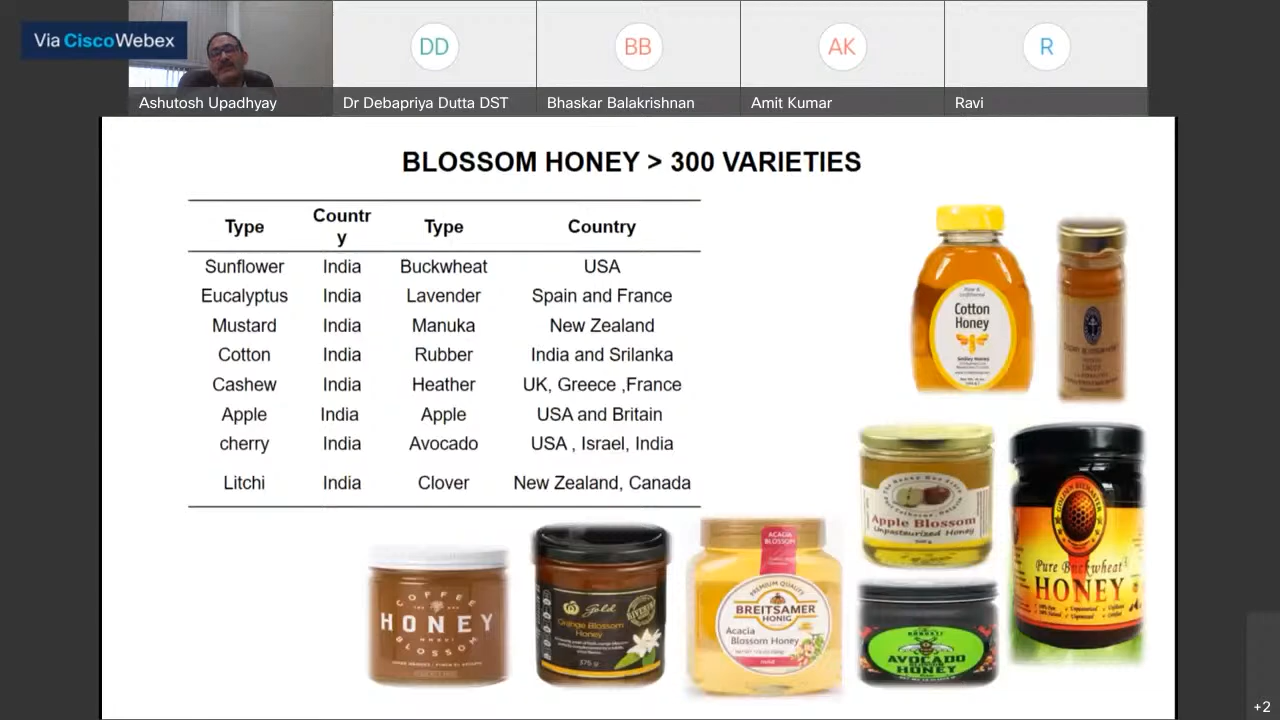 Via CiscoWebex
DD
BB
AK
R
Ashutosh Upadhyay
Dr Debapriya Dutta DST
Bhaskar Balakrishnan
Amit Kumar
Ravi
BLOSSOM HONEY > 300 VARIETIES
Type Countr
y Type Country
Sunflower India Buckwheat USA
Eucalyptus India Lavender Spain and France
Mustard India Manuka New Zealand
Cotton India Rubber India and Srilanka
Cashew India Heather UK, Greece ,France
Apple India Apple USA and Britain
cherry India Avocado USA , Israel, India
Litchi India Clover New Zealand, Canada
Cotton
Honey
Apple Blossom
Unpasteurized Honey
GOLDEN BEEMASTER
Pure Buckwheat
HONEY
COFFEE
HONEY
BLOSSOM
Gold
Orange Blossom
Honey
375 g
ACACIA
BLOSSOM
PREMIUM QUALITY
BREITSAMER
HONIG
Acacia
Blossom Honey
AVOCADO
HONEY
+2